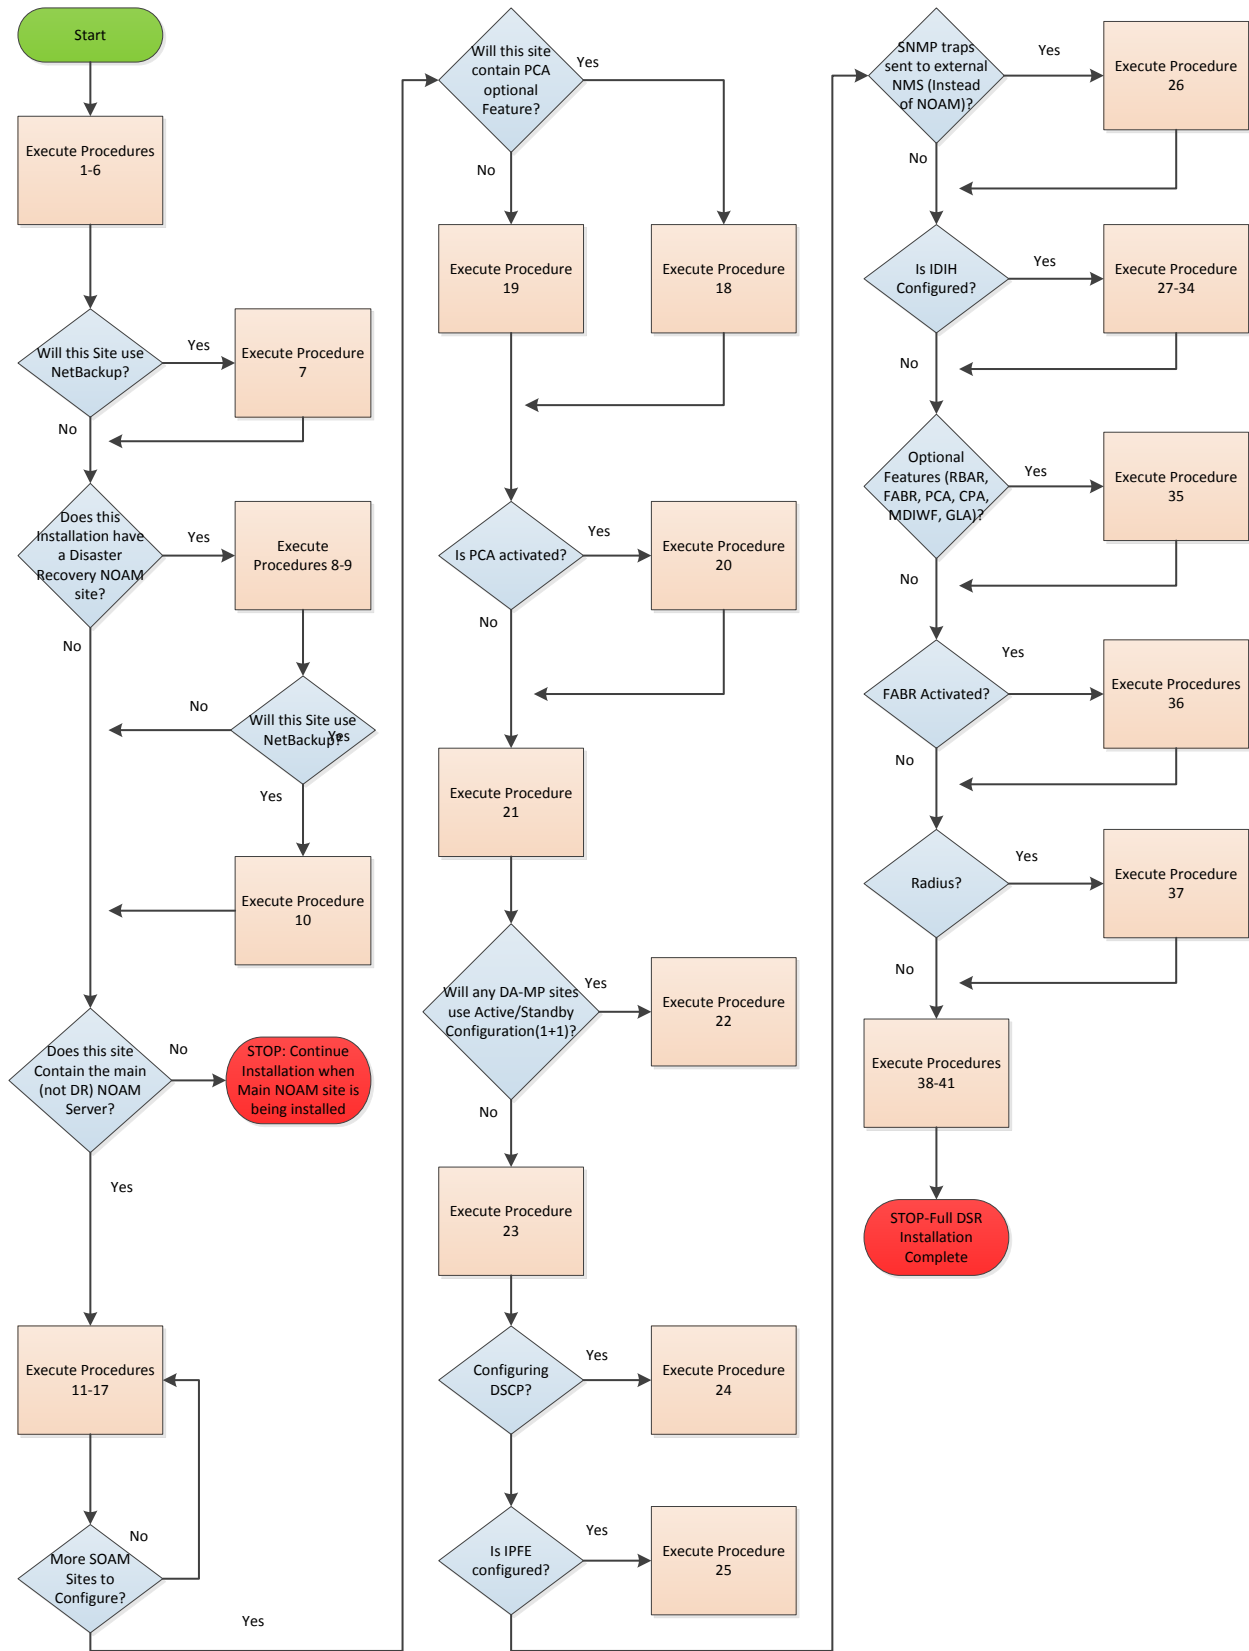 Start
Execute Procedures
1-6
Will this Site use
NetBackup?
Yes
Execute Procedure
7
No
Does this
Installation have
a Disaster
Recovery NOAM
site?
Yes
Execute
Procedures 8-9
No
No
Will this Site use
NetBackup?
Yes
Yes
Execute Procedure
10
Does this site
Contain the main
(not DR) NOAM
Server?
No
STOP: Continue
Installation when
Main NOAM site is
being installed
Yes
Execute Procedures
11-17
No
More SOAM
Sites to
Configure?
Yes
Will this site
contain PCA
optional
Feature?
Yes
No
Execute Procedure
19
Execute Procedure
18
Is PCA activated?
Yes
Execute Procedure
20
No
Execute Procedure
21
Will any DA-MP sites
use Active/Standby
Configuration(1+1)?
Yes
Execute Procedure
22
No
Execute Procedure
23
Configuring
DSCP?
Yes
Execute Procedure
24
Is IPFE
configured?
Yes
Execute Procedure
25
SNMP traps
sent to external
NMS (Instead
of NOAM)?
Yes
Execute Procedure
26
No
Is IDIH
Configured?
Yes
Execute Procedure
27-34
No
Optional
Features (RBAR,
FABR, PCA, CPA,
MDIWF, GLA)?
Yes
Execute Procedure
35
No
FABR Activated?
Yes
Execute Procedures
36
No
Radius?
Yes
Execute Procedure
37
No
Execute Procedures
38-41
STOP-Full DSR
Installation
Complete